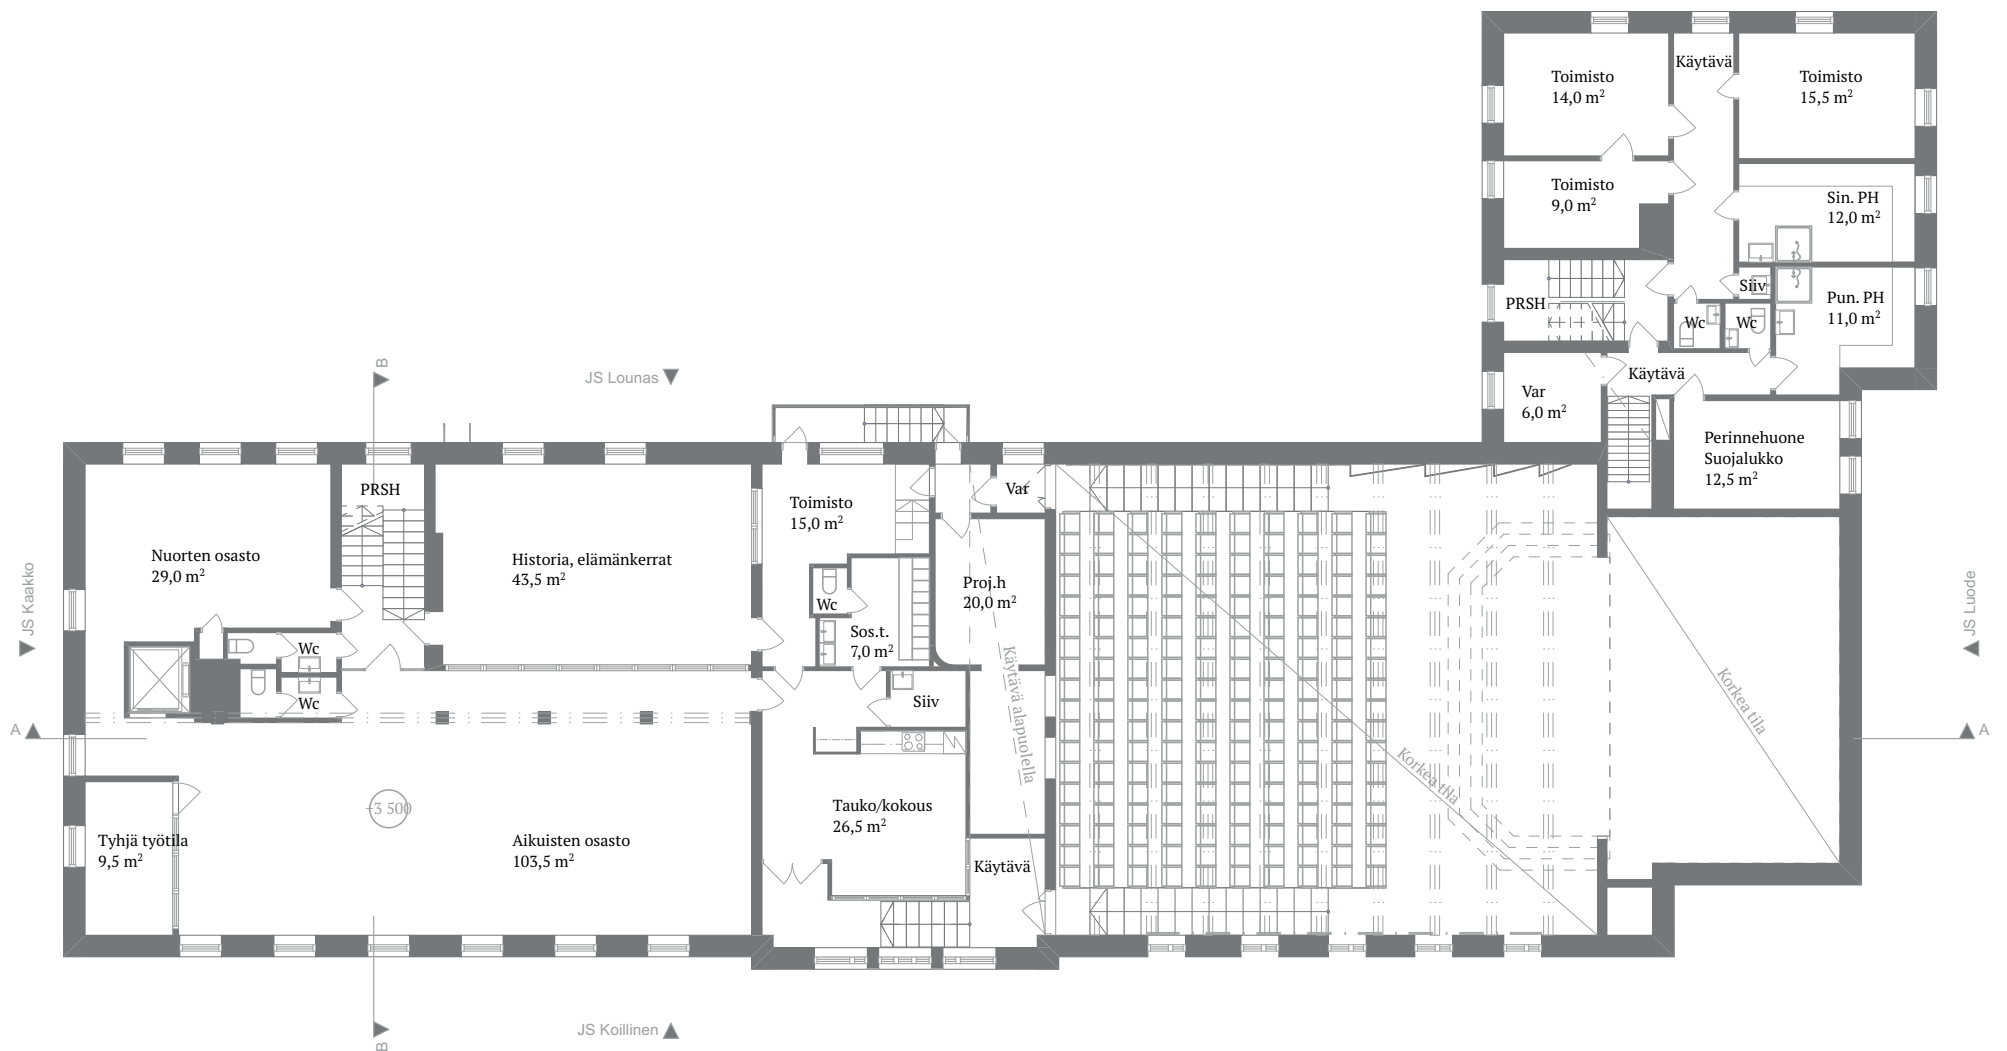 Toimisto
14,0 m²
Käytävä
Toimisto
15,5 m²
Toimisto
9,0 m²
Sin. PH
12,0 m²
Siiv
PRSH
Wc
Wc
Pun. PH
11,0 m²
Käytävä
Var
6,0 m²
Perinnehuone
Suojalukko
12,5 m²
B
JS Lounas
PRSH
Toimisto
15,0 m²
Var
Nuorten osasto
29,0 m²
Historia, elämänkerrat
43,5 m²
Proj.h
20,0 m²
Wc
Sos.t.
7,0 m²
JS Kaakko
JS Luode
Wc
Wc
Siiv
Käytävä alapuolella
Korkea tila
Korkea tila
A
A
+3 500
Tauko/kokous
26,5 m²
Tyhjä työtila
9,5 m²
Aikuisten osasto
103,5 m²
Käytävä
JS Koillinen
B